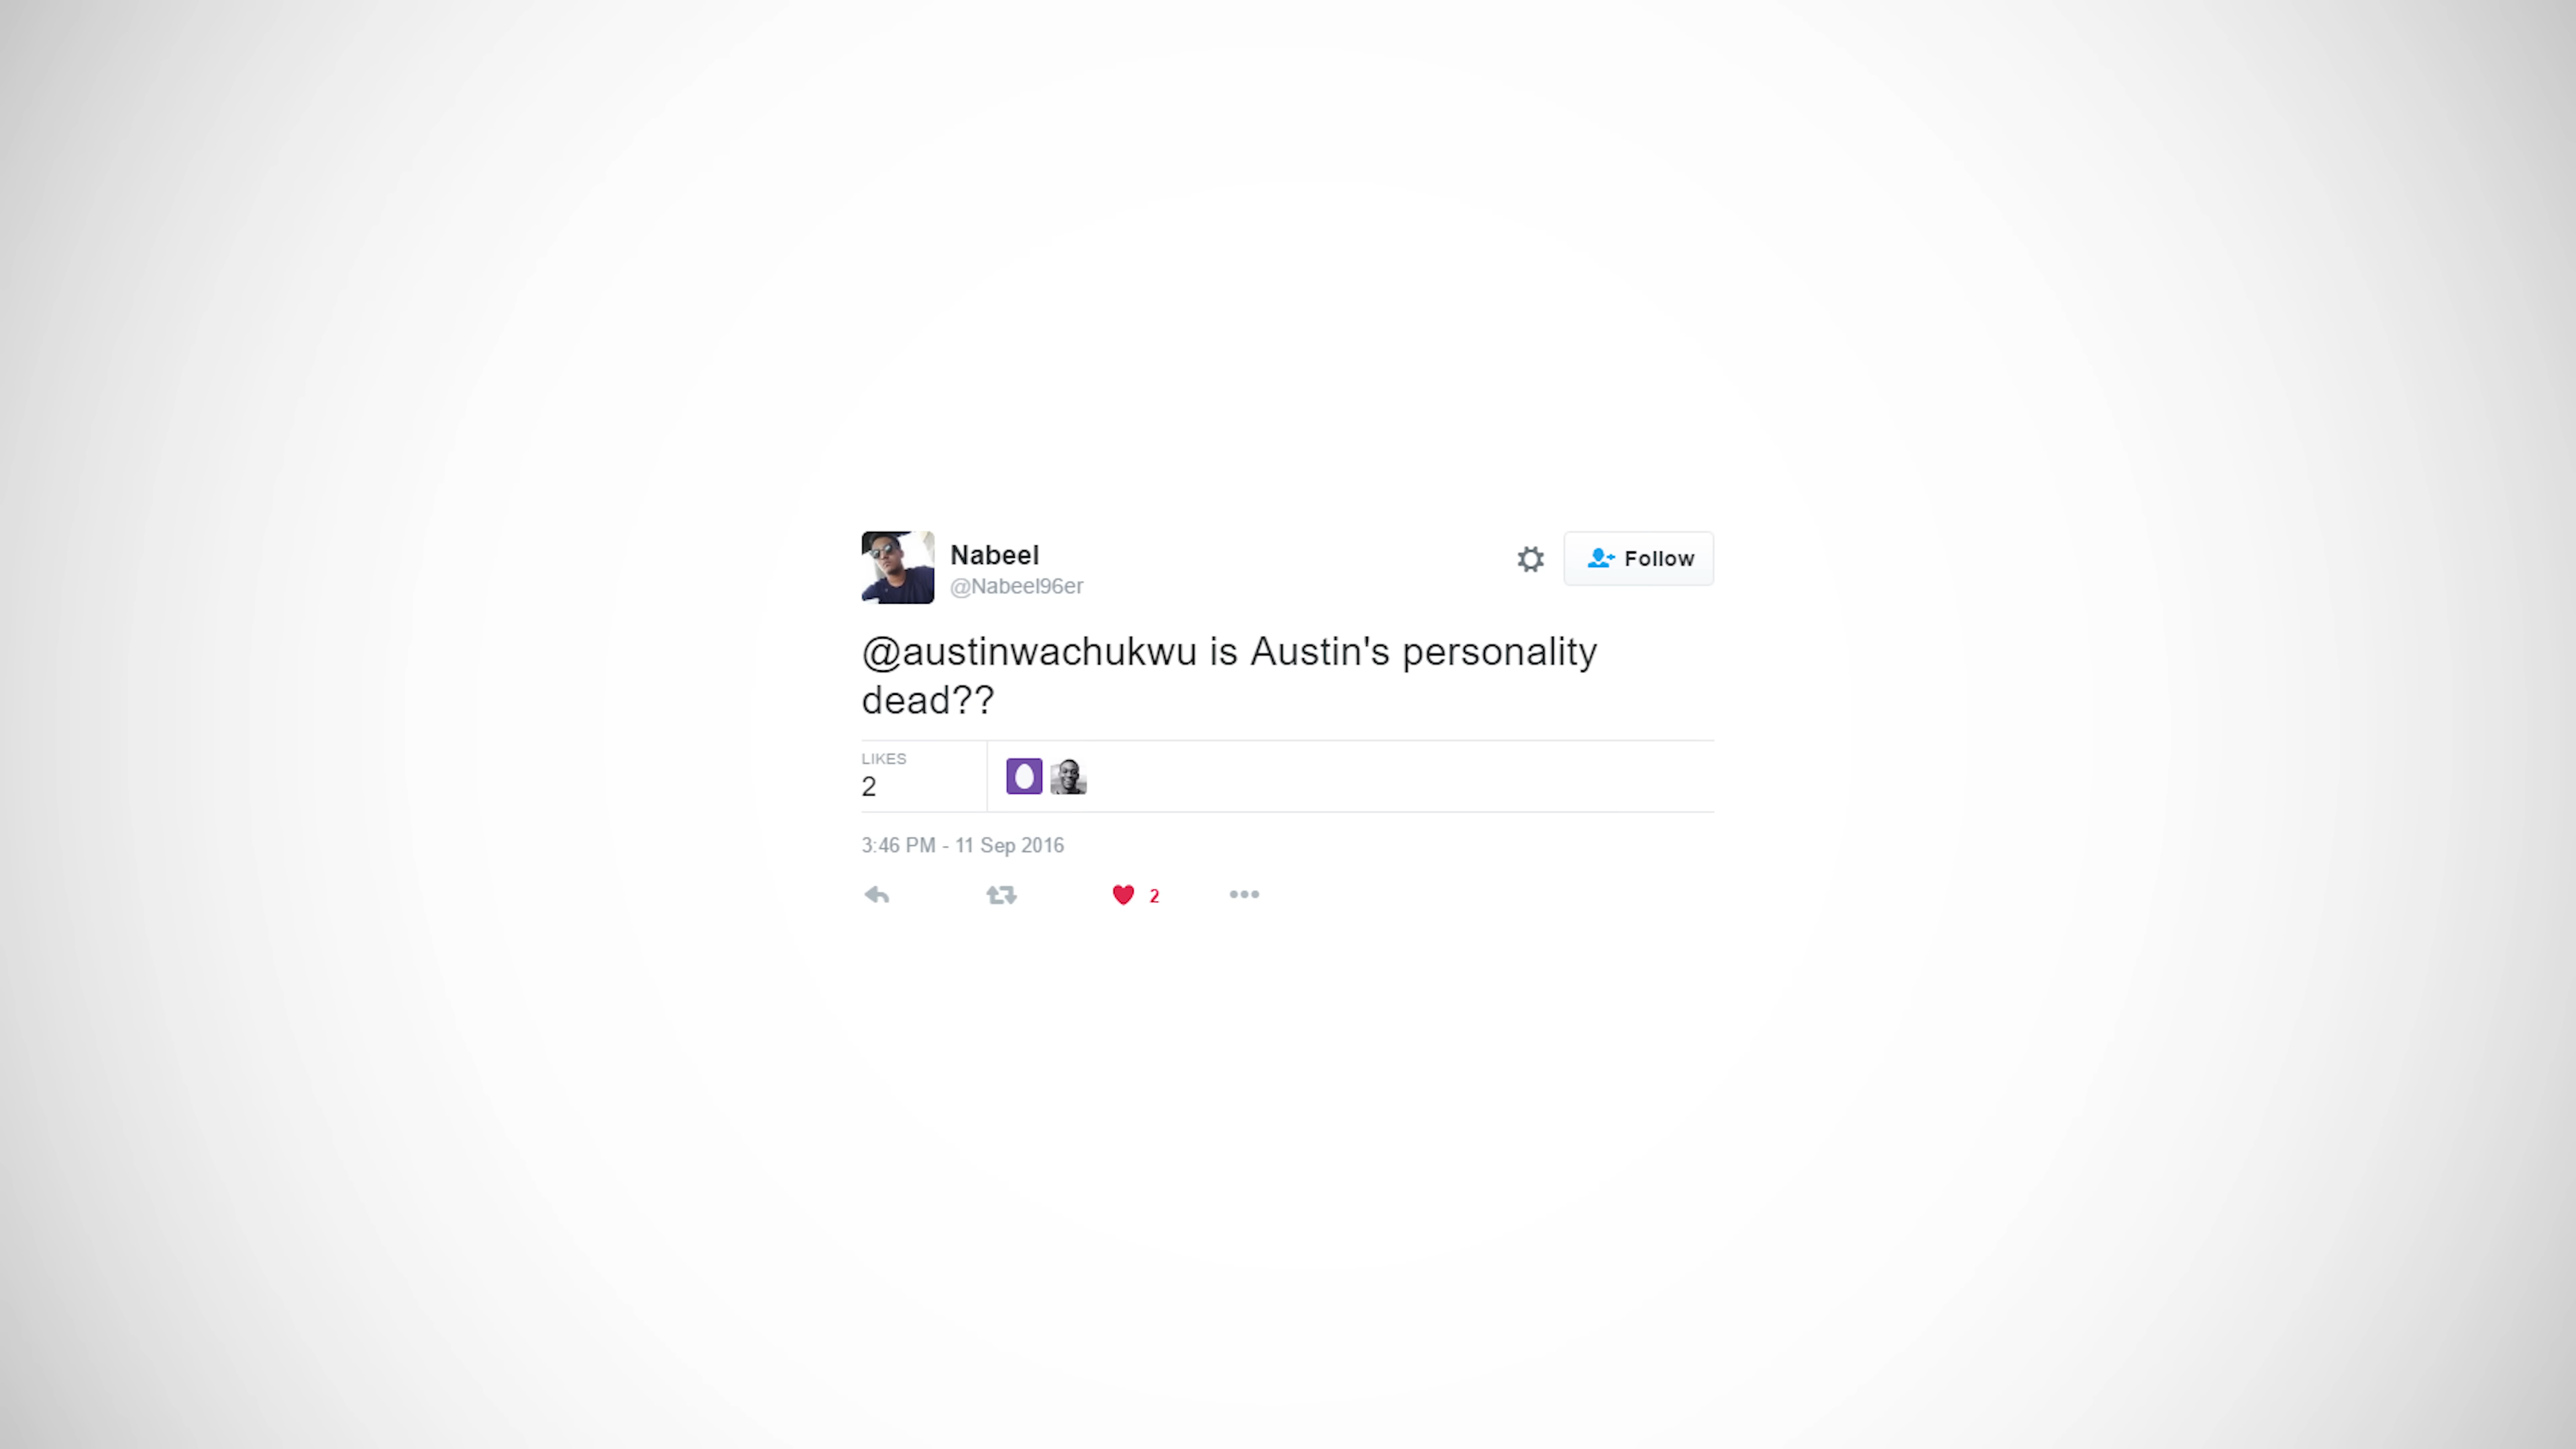 Nabeel
@Nabeel96er
Follow
@austinwachukwu is Austin's personality
dead??
LIKES
2
3:46 PM - 11 Sep 2016
2